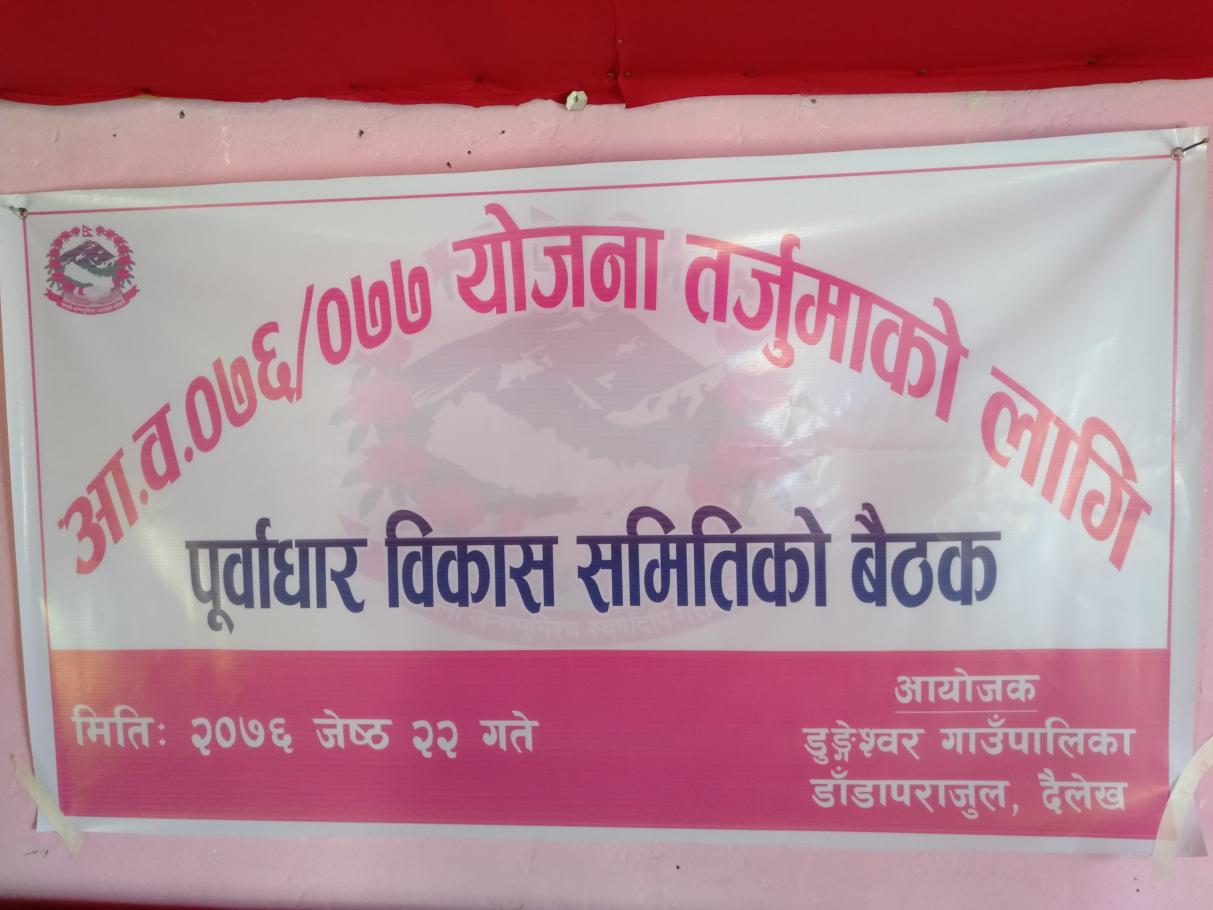 आ.व.०७६/०७७ योजना तर्जुमाको लागि
पूर्वाधार विकास समितिको बैठक
मितिः २०७६ जेष्ठ २२ गते
आयोजक
डुङ्गेश्वर गाउँपालिका
डाँडापराजुल, दैलेख